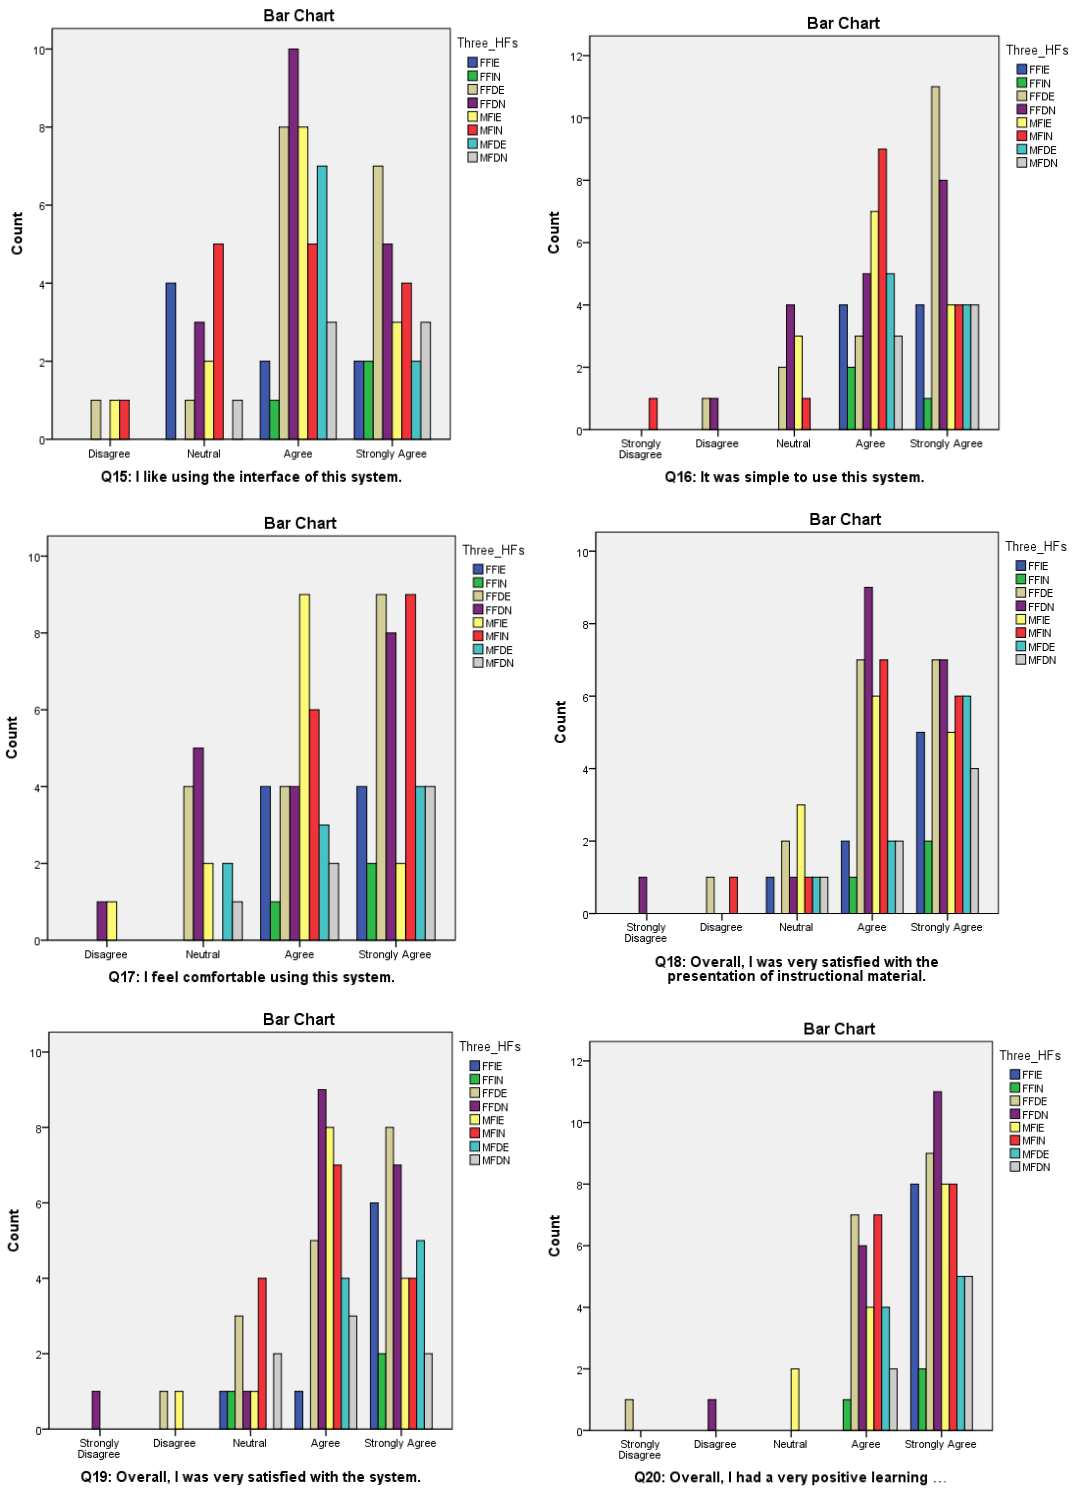 Bar Chart
Three_HFs
FFIE
FFIN
FFDE
FFDN
MFIE
MFIN
MFDE
MFDN
Count
10
8
6
4
2
0
Disagree Neutral Agree Strongly Agree
Q15: I like using the interface of this system.
Bar Chart
Three_HFs
FFIE
FFIN
FFDE
FFDN
MFIE
MFIN
MFDE
MFDN
Count
12
10
8
6
4
2
0
Strongly Disagree Disagree Neutral Agree Strongly Agree
Q16: It was simple to use this system.
Bar Chart
Three_HFs
FFIE
FFIN
FFDE
FFDN
MFIE
MFIN
MFDE
MFDN
Count
10
8
6
4
2
0
Disagree Neutral Agree Strongly Agree
Q17: I feel comfortable using this system.
Bar Chart
Three_HFs
FFIE
FFIN
FFDE
FFDN
MFIE
MFIN
MFDE
MFDN
Count
10
8
6
4
2
0
Strongly Disagree Disagree Neutral Agree Strongly Agree
Q18: Overall, I was very satisfied with the
presentation of instructional material.
Bar Chart
Three_HFs
FFIE
FFIN
FFDE
FFDN
MFIE
MFIN
MFDE
MFDN
Count
10
8
6
4
2
0
Strongly Disagree Disagree Neutral Agree Strongly Agree
Q19: Overall, I was very satisfied with the system.
Bar Chart
Three_HFs
FFIE
FFIN
FFDE
FFDN
MFIE
MFIN
MFDE
MFDN
Count
12
10
8
6
4
2
0
Strongly Disagree Disagree Neutral Agree Strongly Agree
Q20: Overall, I had a very positive learning ...